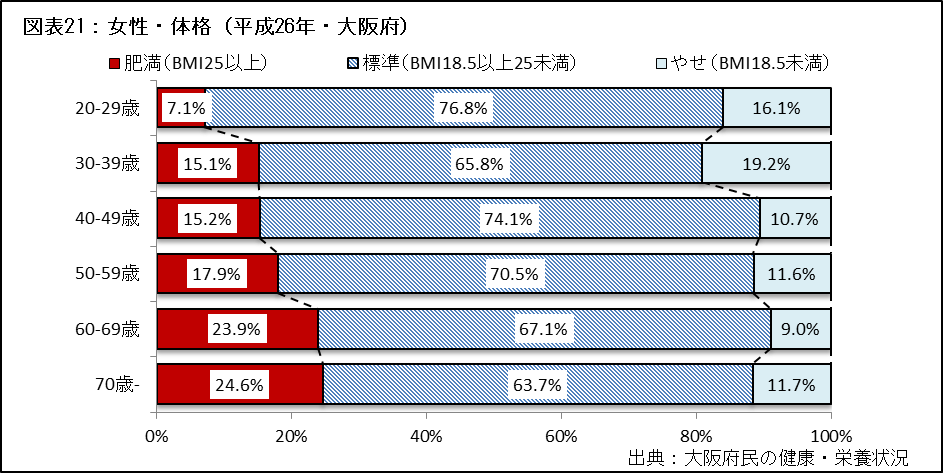 図表21：女性・体格（平成26年・大阪府）
肥満（BMI25以上） 標準（BMI18.5以上25未満） やせ（BMI18.5未満）
20-29歳 7.1% 76.8% 16.1%
30-39歳 15.1% 65.8% 19.2%
40-49歳 15.2% 74.1% 10.7%
50-59歳 17.9% 70.5% 11.6%
60-69歳 23.9% 67.1% 9.0%
70歳- 24.6% 63.7% 11.7%
0% 20% 40% 60% 80% 100%
出典：大阪府民の健康・栄養状況